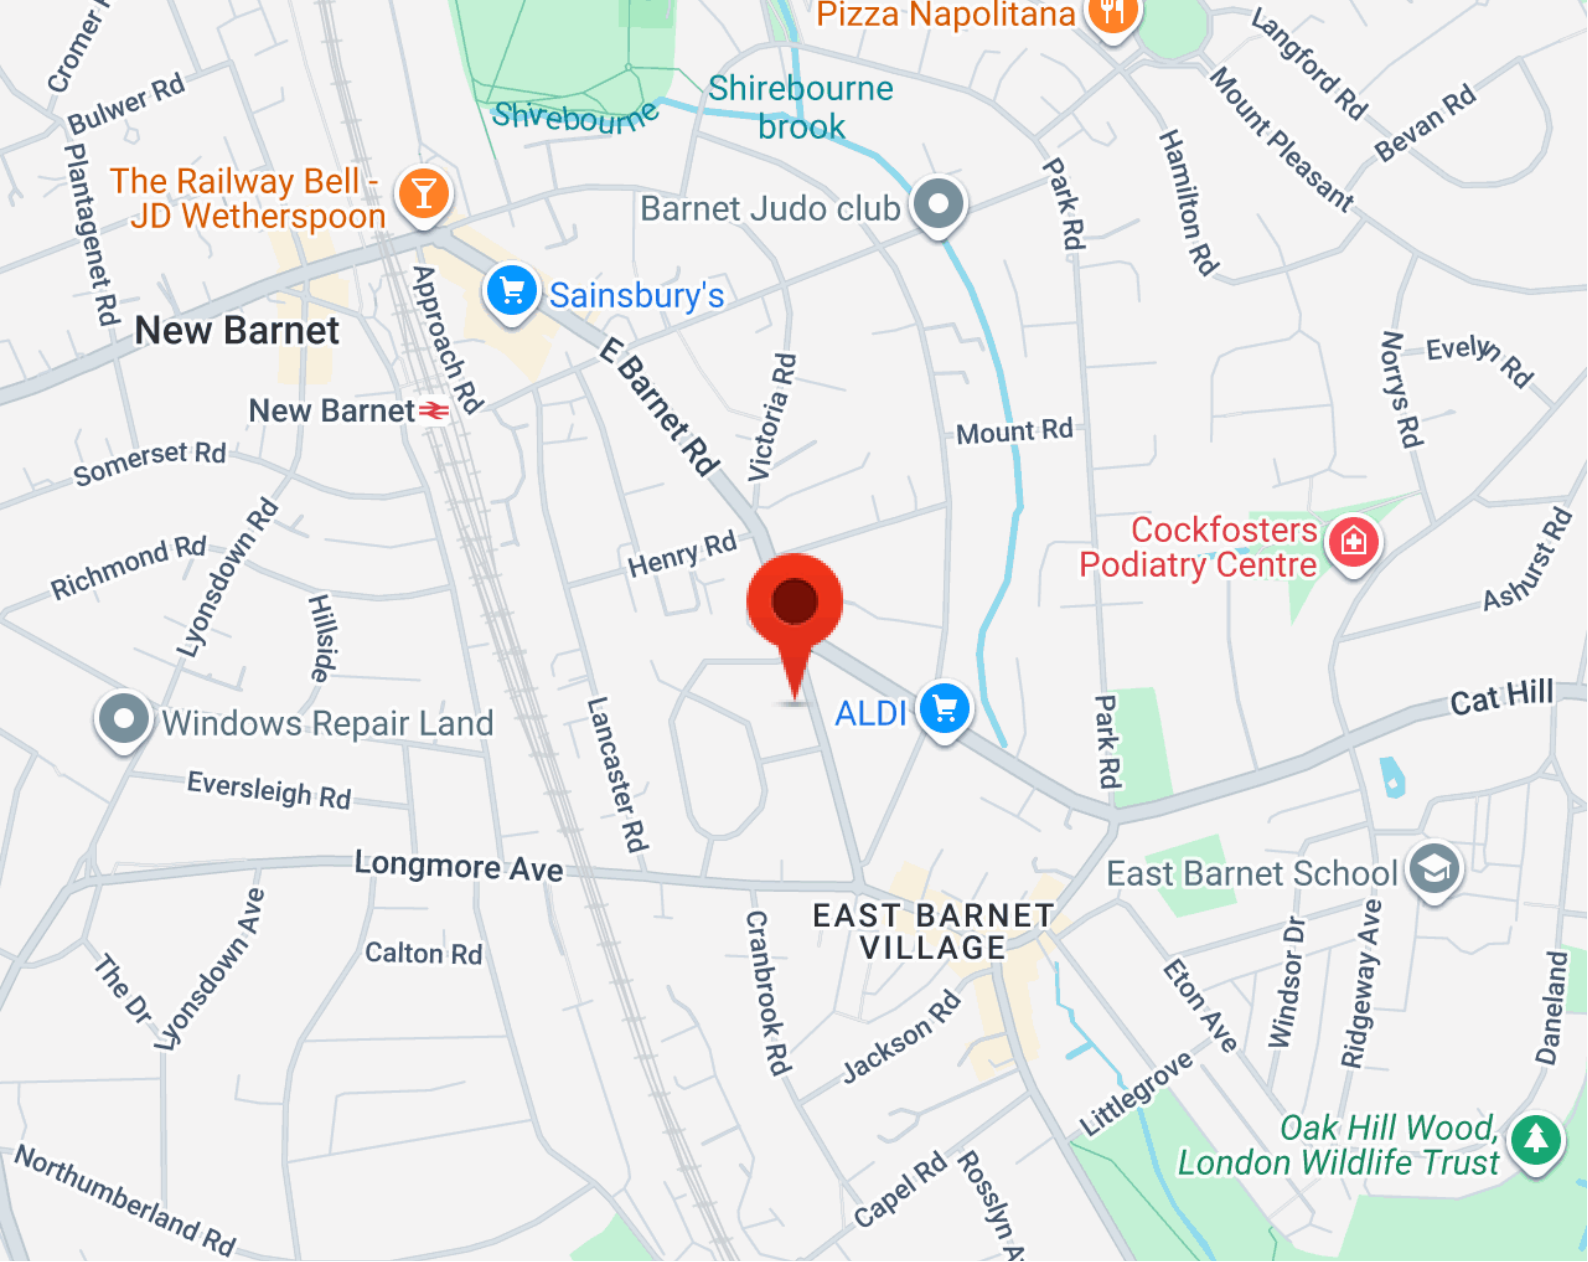 Pizza Napolitana
Cromer
Langford Rd
Bulwer Rd
Mount Pleasant
Bevan Rd
Shirebourne
brook
Shirebourne
Plantagenet Rd
The Railway Bell -
JD Wetherspoon
Barnet Judo club
Park Rd
Hamilton Rd
Approach Rd
Sainsbury's
New Barnet
E Barnet Rd
Victoria Rd
Norrys Rd
Evelyn Rd
New Barnet
Mount Rd
Somerset Rd
Lyonsdown Rd
Richmond Rd
Henry Rd
Cockfosters
Podiatry Centre
Ashurst Rd
Hillside
Windows Repair Land
Lancaster Rd
ALDI
Park Rd
Cat Hill
Eversleigh Rd
Longmore Ave
East Barnet School
EAST BARNET
VILLAGE
Lyonsdown Ave
Calton Rd
The Dr
Cranbrook Rd
Jackson Rd
Eton Ave
Windsor Dr
Ridgeway Ave
Daneland
Littlegrove
Oak Hill Wood,
London Wildlife Trust
Northumberland Rd
Capel Rd
Rosslyn A